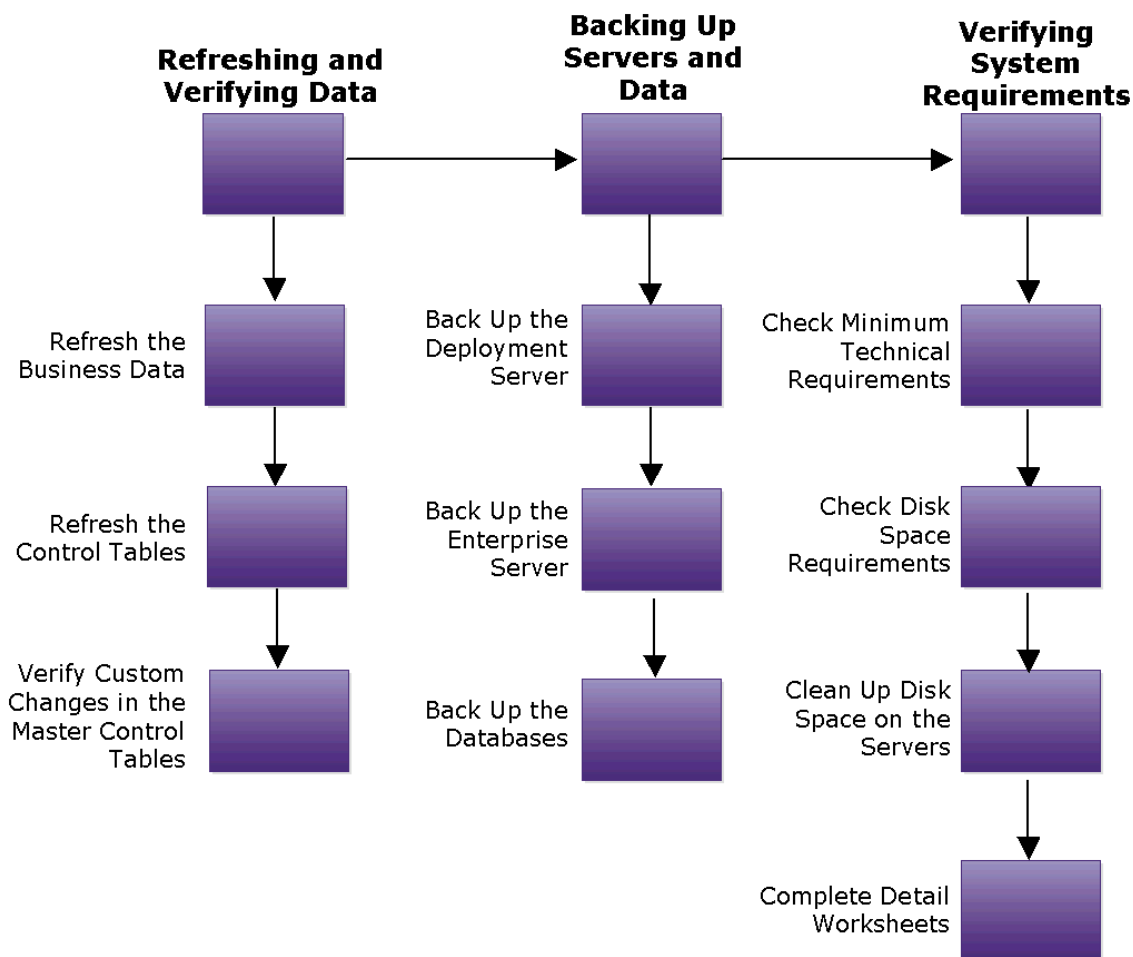 Refreshing and
Verifying Data
Backing Up
Servers and
Data
Verifying
System
Requirements
Refresh the
Business Data
Refresh the
Control Tables
Verify Custom
Changes in the
Master Control
Tables
Back Up the
Deployment
Server
Back Up the
Enterprise
Server
Back Up the
Databases
Check Minimum
Technical
Requirements
Check Disk
Space
Requirements
Clean Up Disk
Space on the
Servers
Complete Detail
Worksheets